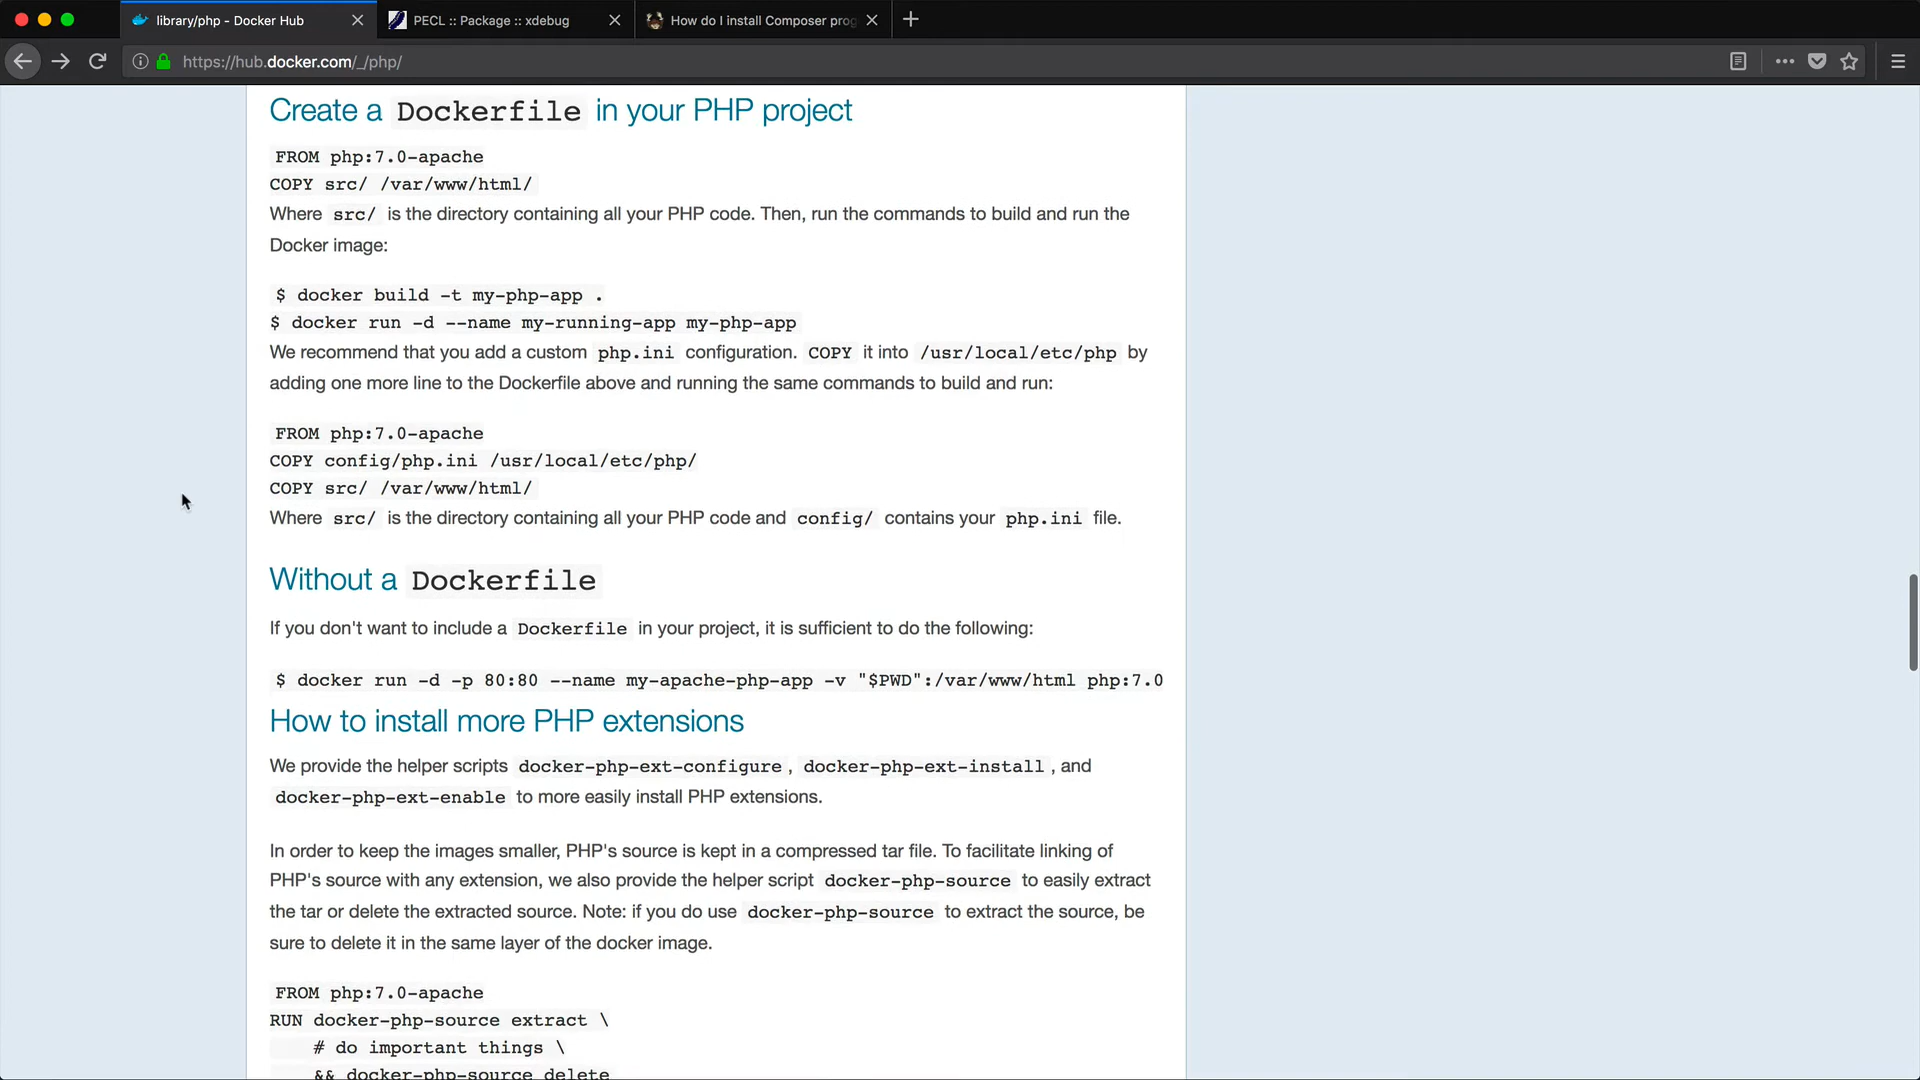 library/php - Docker Hub
PECL :: Package :: xdebug
How do I install Composer prog
https://hub.docker.com/_/php/
Create a Dockerfile in your PHP project
FROM php:7.0-apache
COPY src/ /var/www/html/
Where src/ is the directory containing all your PHP code. Then, run the commands to build and run the
Docker image:
$ docker build -t my-php-app .
$ docker run -d --name my-running-app my-php-app
We recommend that you add a custom php.ini configuration. COPY it into /usr/local/etc/php by
adding one more line to the Dockerfile above and running the same commands to build and run:
FROM php:7.0-apache
COPY config/php.ini /usr/local/etc/php/
COPY src/ /var/www/html/
Where src/ is the directory containing all your PHP code and config/ contains your php.ini file.
Without a Dockerfile
If you don't want to include a Dockerfile in your project, it is sufficient to do the following:
$ docker run -d -p 80:80 --name my-apache-php-app -v "$PWD":/var/www/html php:7.0
How to install more PHP extensions
We provide the helper scripts docker-php-ext-configure , docker-php-ext-install , and
docker-php-ext-enable to more easily install PHP extensions.
In order to keep the images smaller, PHP's source is kept in a compressed tar file. To facilitate linking of
PHP's source with any extension, we also provide the helper script docker-php-source to easily extract
the tar or delete the extracted source. Note: if you do use docker-php-source to extract the source, be
sure to delete it in the same layer of the docker image.
FROM php:7.0-apache
RUN docker-php-source extract \
# do important things \
&& docker-php-source delete